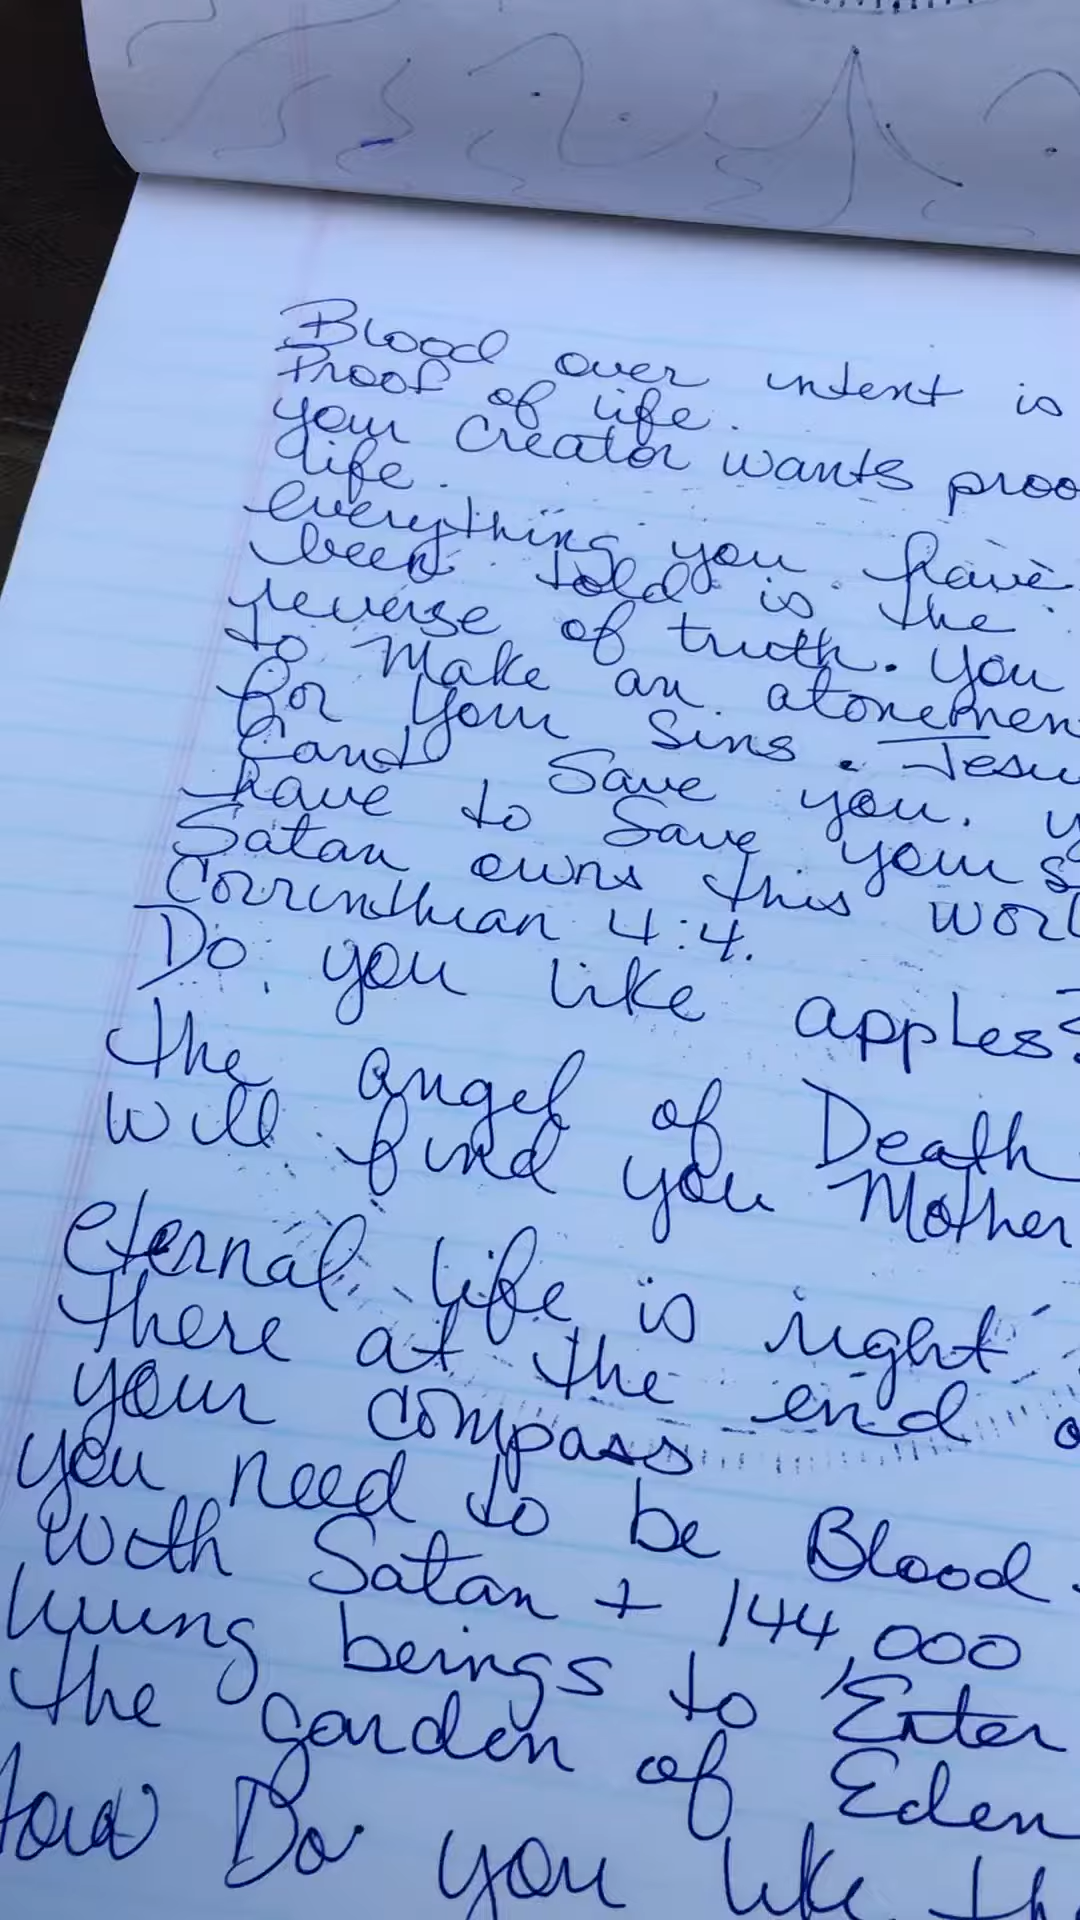 Blood over intent is
Proof of life.
your Creator wants proo
life.
everything you have
been told is the
reverse of truth. You
to Make an atonemen
for your Sins. Jesu
Cant Save you. y
have to Save your s
Satan owns this worl
Corrinthian 4:4.
Do you like apples?
the angel of Death
will find you Mother
eternal life is right
there at the end o
your compass
you need to be Blood
with Satan + 144,000
living beings to Enter
the garden of Eden
How Do you like th